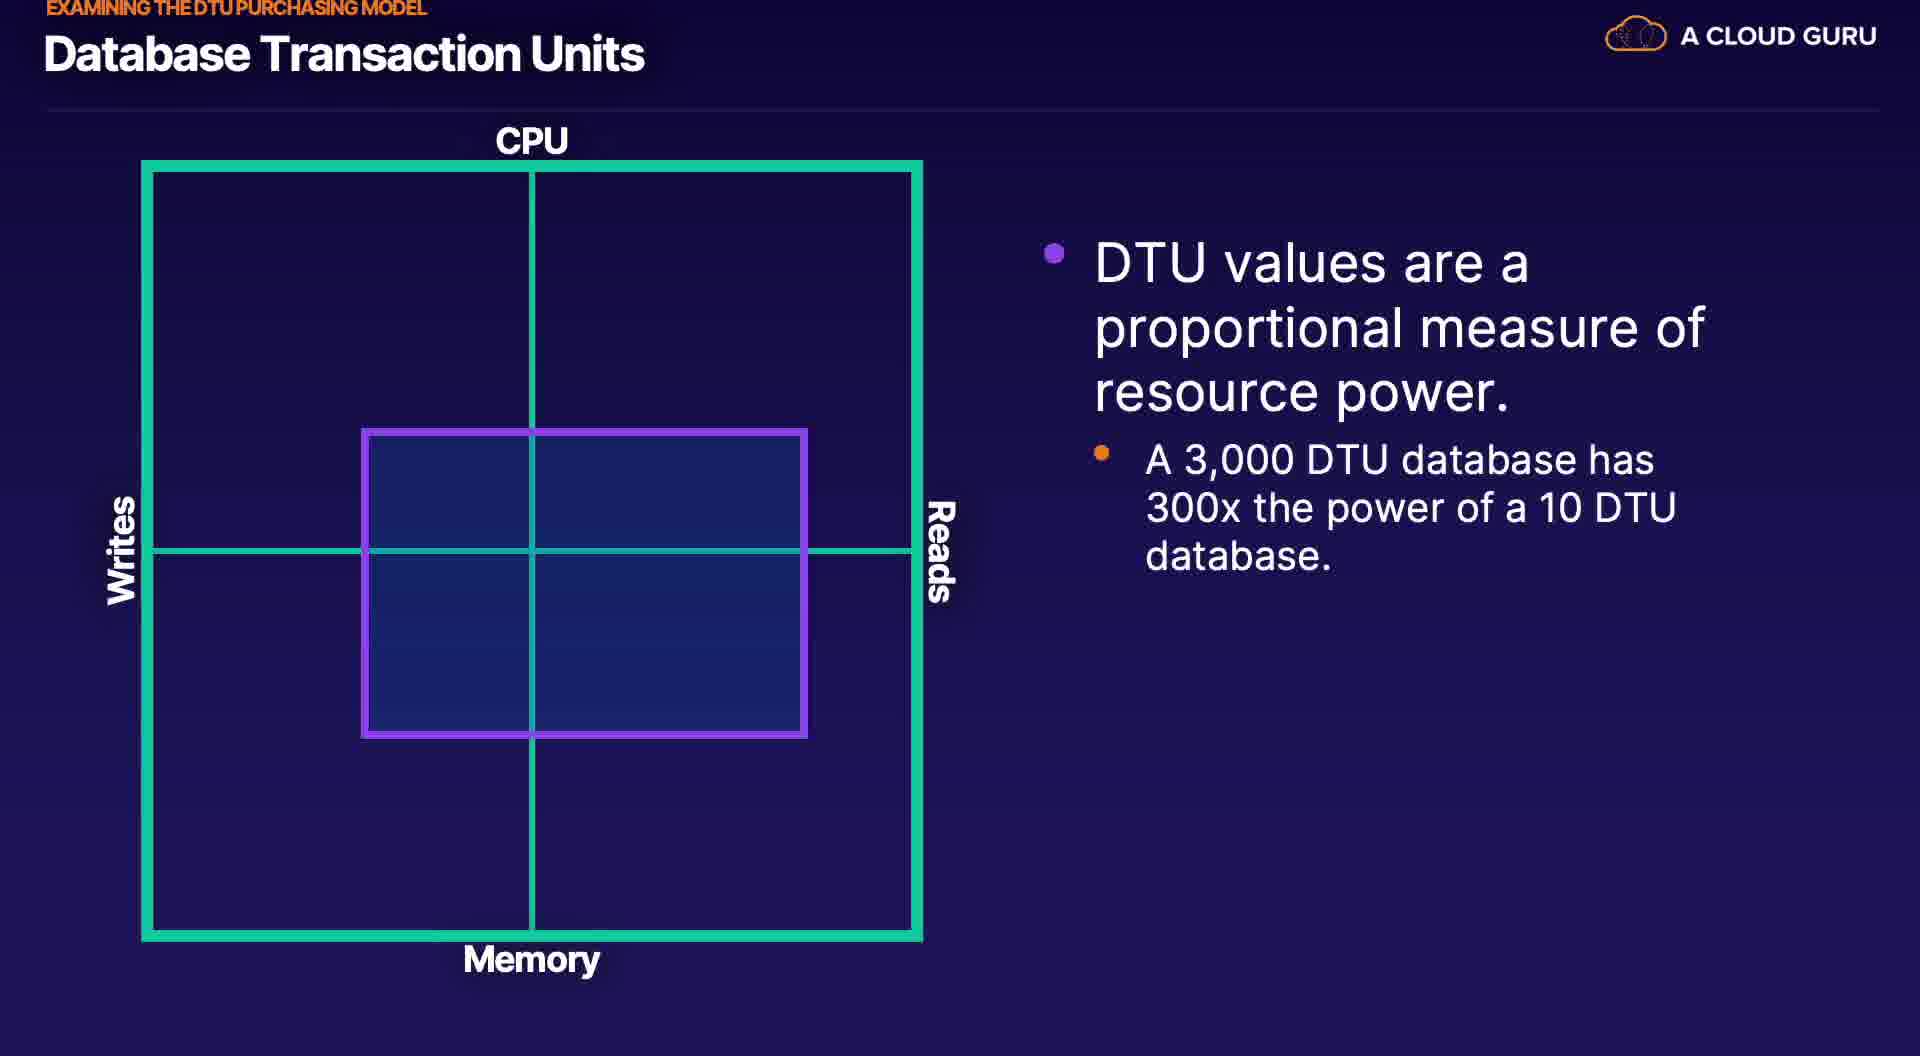 EXAMINING THE DTU PURCHASING MODEL
Database Transaction Units
A CLOUD GURU
CPU
Writes
Reads
Memory
DTU values are a
proportional measure of
resource power.
A 3,000 DTU database has
300x the power of a 10 DTU
database.